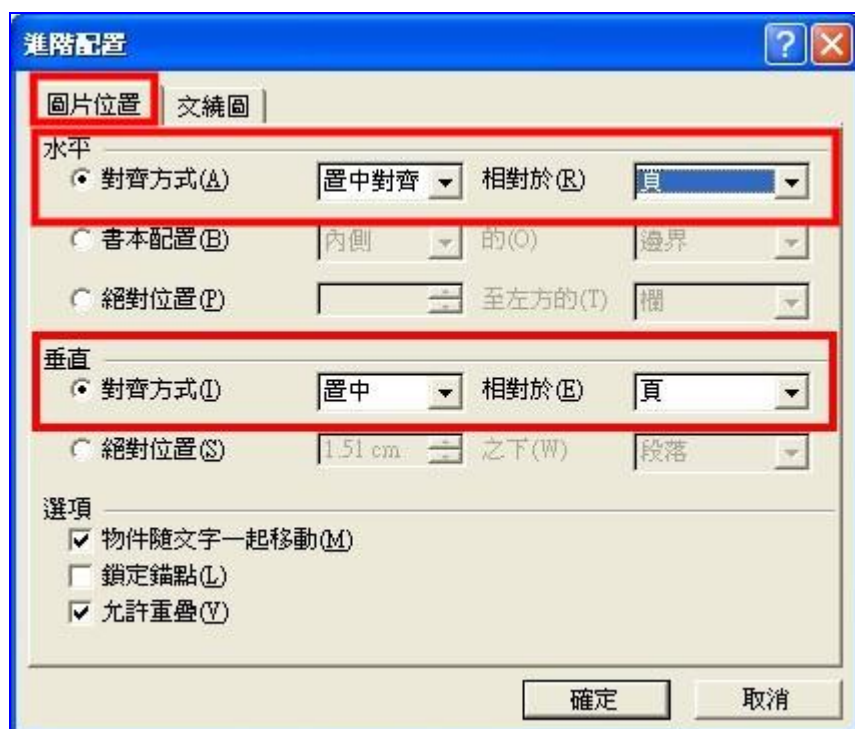 進階配置
圖片位置 文繞圖
水平
對齊方式(A) 置中對齊 相對於(R) 頁
書本配置(B) 內側 的(O) 邊界
絕對位置(P) 至左方的(T) 欄
垂直
對齊方式(I) 置中 相對於(E) 頁
絕對位置(S) 1.51 cm 之下(W) 段落
選項
物件隨文字一起移動(M)
鎖定錨點(L)
允許重疊(V)
確定 取消